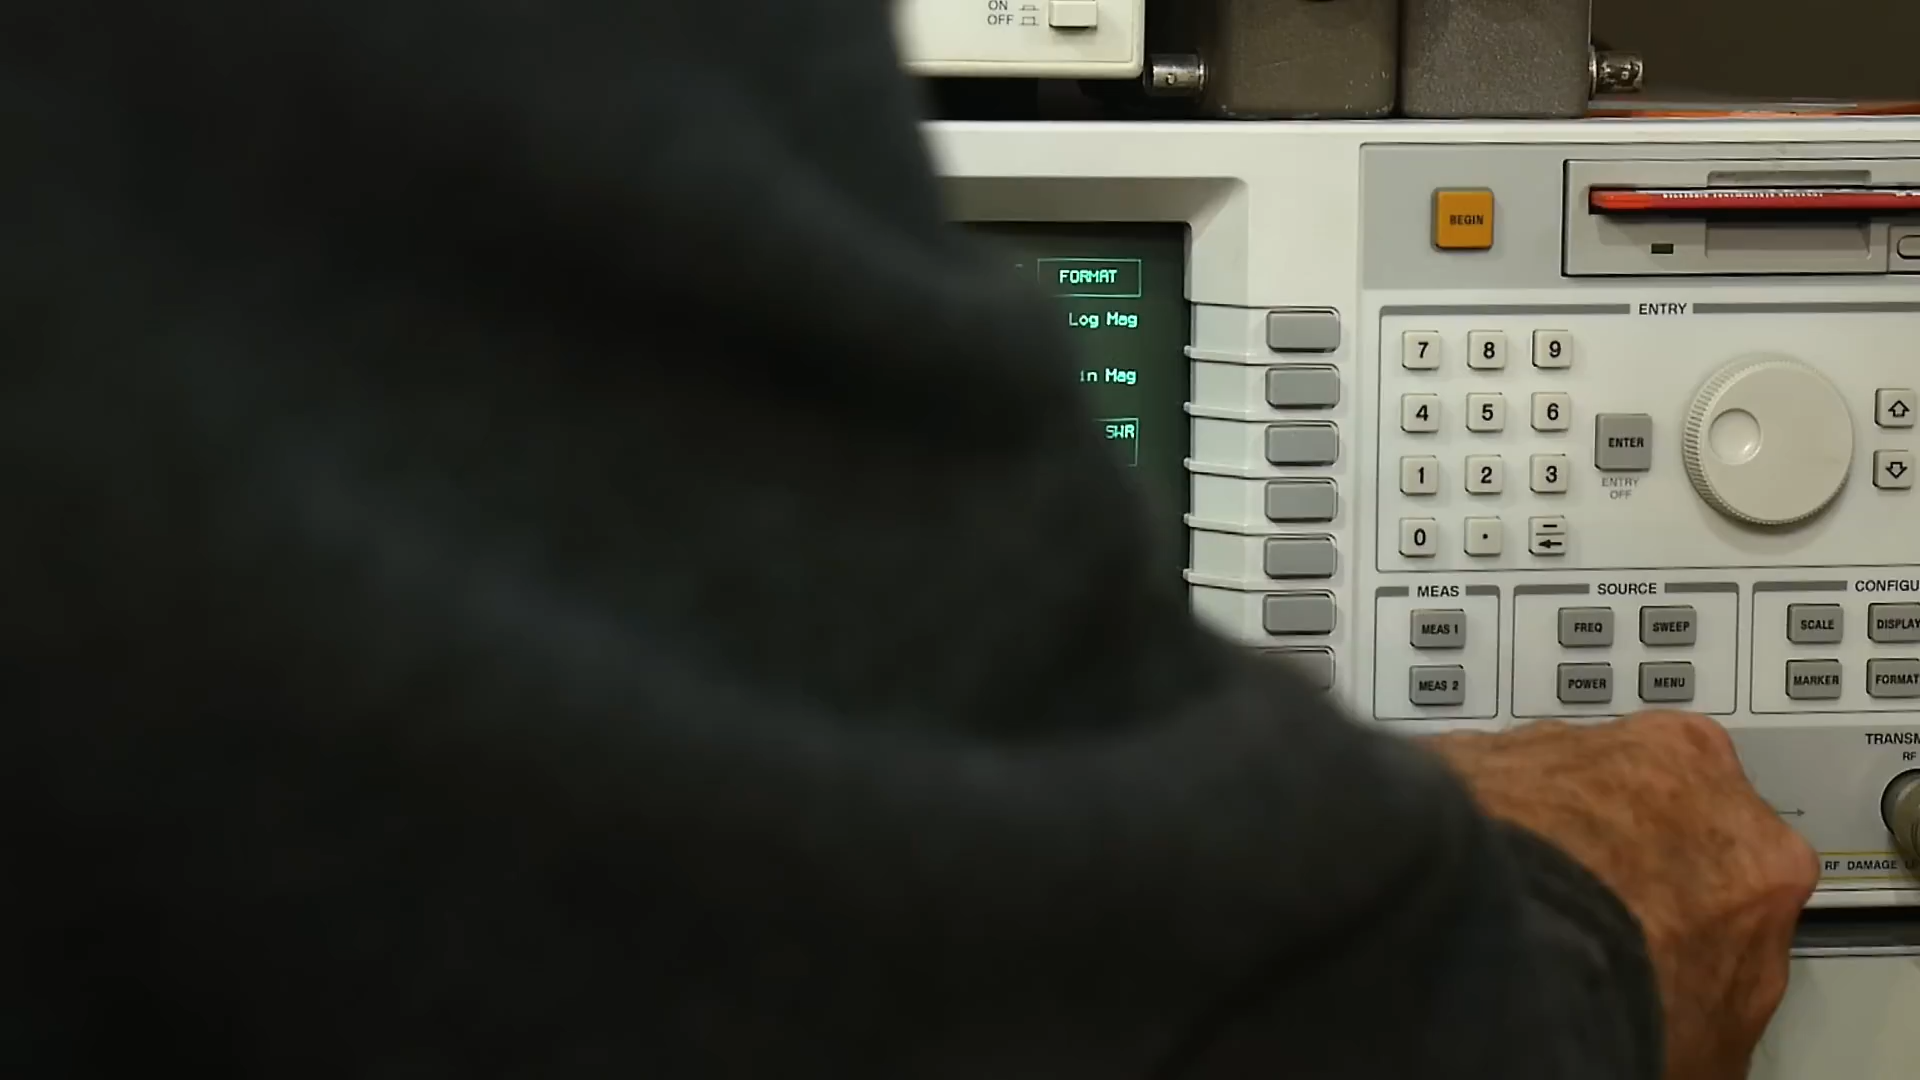 ON
OFF
BEGIN
FORMAT
Log Mag
in Mag
SWR
ENTRY
7 8 9
4 5 6
1 2 3
0 .
ENTER
ENTRY
OFF
MEAS
MEAS 1
MEAS 2
SOURCE
FREQ SWEEP
POWER MENU
CONFIGU
SCALE DISPLAY
MARKER FORMAT
TRANSM
RF
RF DAMAGE